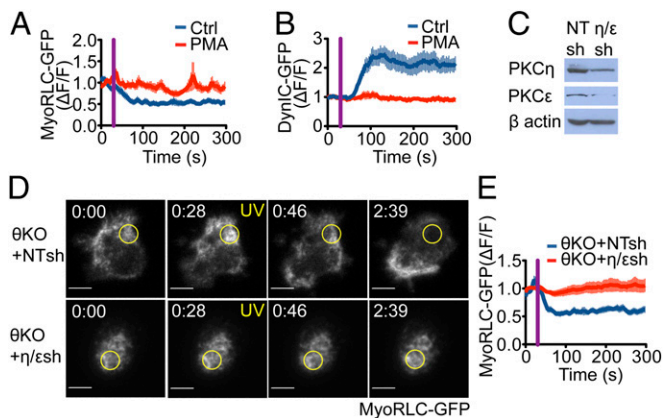 A
Ctrl
PMA
MyoRLC-GFP
(ΔF/F)
2.0
1.5
1.0
0.5
0.0
0 100 200 300
Time (s)
B
Ctrl
PMA
DynIC-GFP
(ΔF/F)
3
2
1
0
0 100 200 300
Time (s)
C
NT η/ε
sh sh
PKCη
PKCε
β actin
D
θKO
+NTsh
0:00
0:28 UV
0:46
2:39
θKO
+η/εsh
0:00
0:28 UV
0:46
2:39
MyoRLC-GFP
E
θKO+NTsh
θKO+η/εsh
MyoRLC-GFP(ΔF/F)
1.5
1.0
0.5
0.0
0 100 200 300
Time (s)